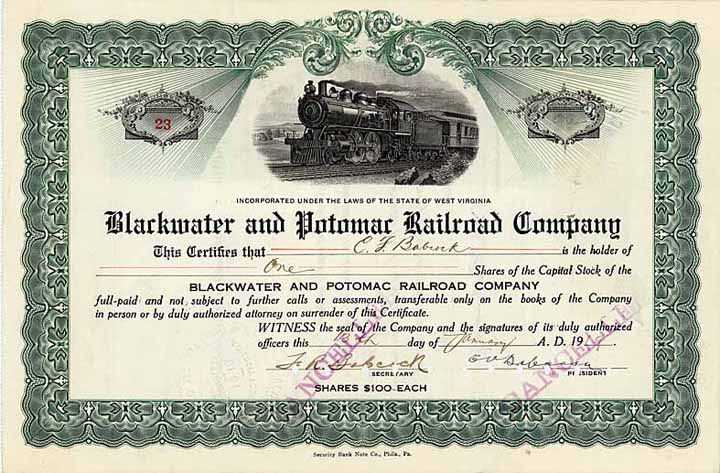 23
INCORPORATED UNDER THE LAWS OF THE STATE OF WEST VIRGINIA
Blackwater and Potomac Railroad Company
This Certifies that E. F. Babcock is the holder of
One Shares of the Capital Stock of the
BLACKWATER AND POTOMAC RAILROAD COMPANY
full-paid and not subject to further calls or assessments, transferable only on the books of the Company
in person or by duly authorized attorney on surrender of this Certificate.
WITNESS the seal of the Company and the signatures of its duly authorized
officers this day of January A. D. 19
F. R. Babcock
SECRETARY PRESIDENT
CANCELLED CANCELLED
SHARES $100 EACH
Security Bank Note Co., Phila., Pa.